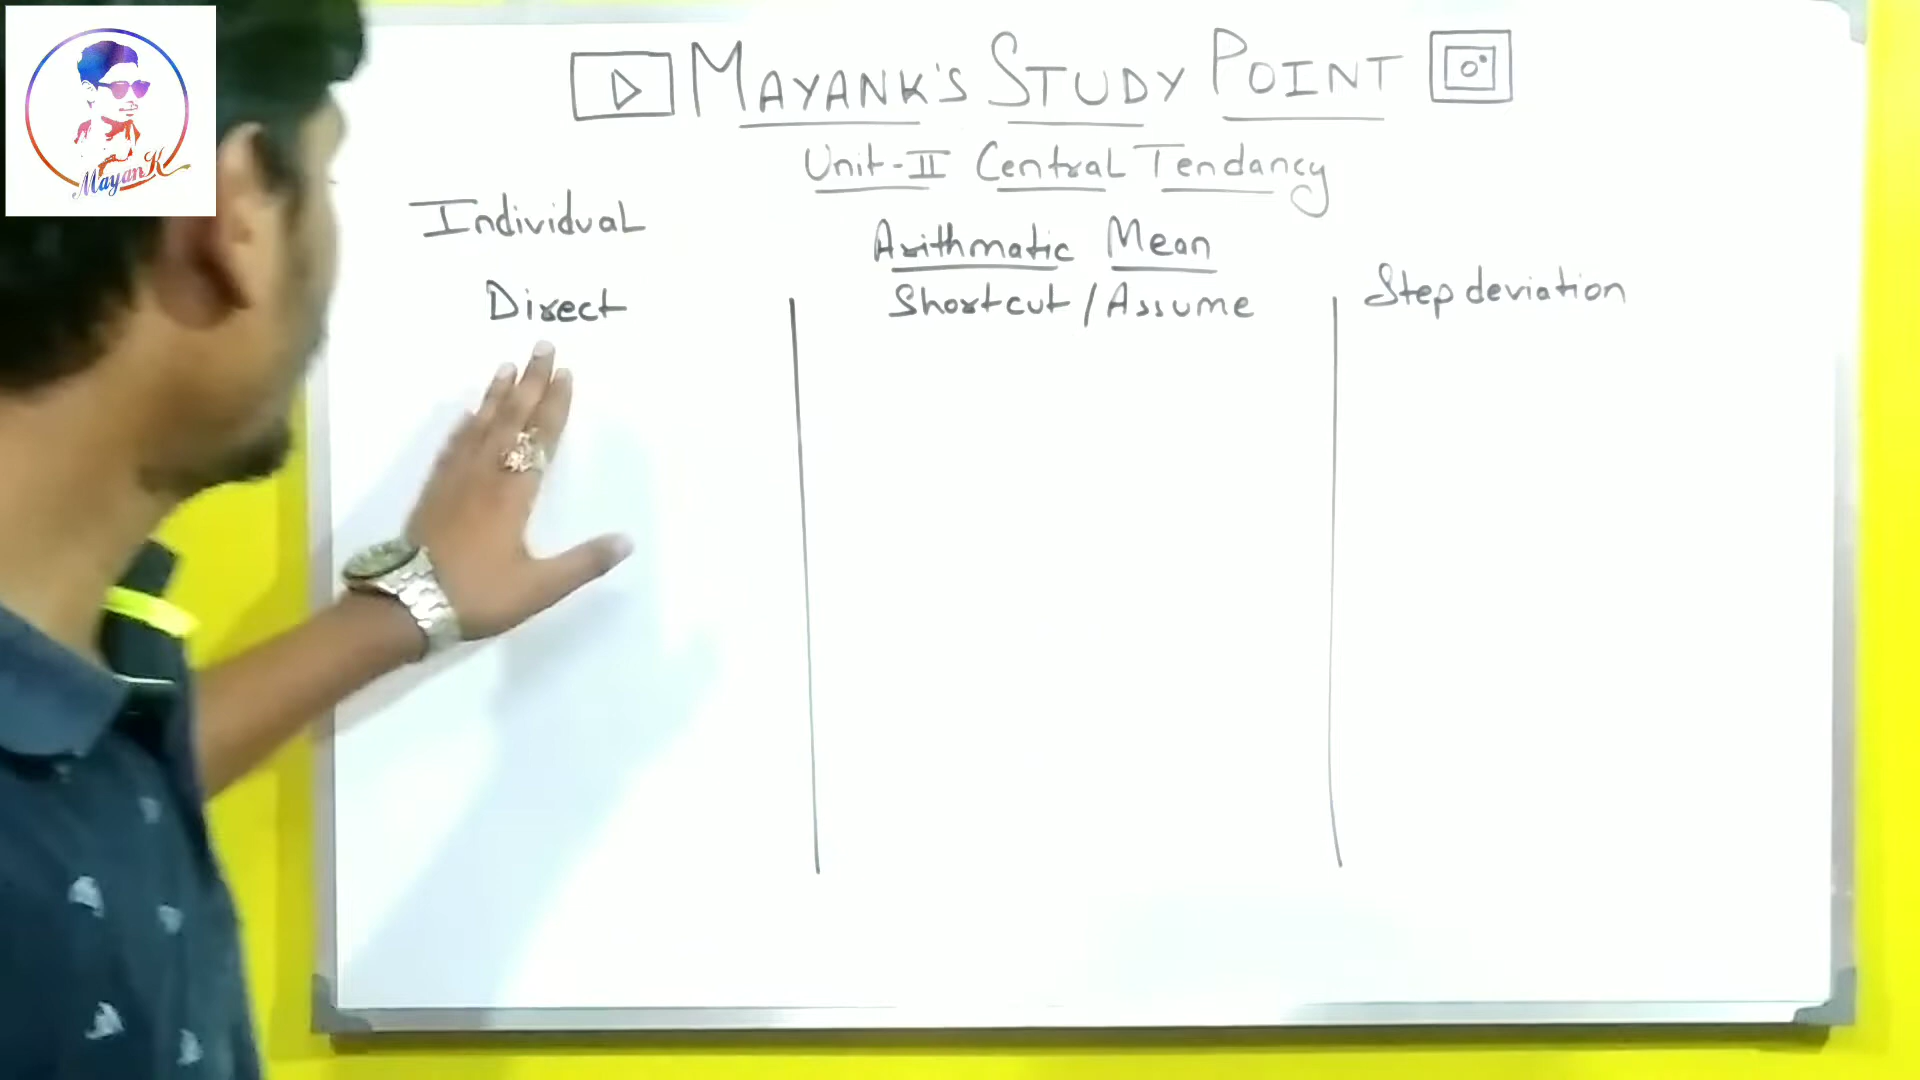 MayanK
MAYANK'S STUDY POINT
Unit-II Central Tendancy
Individual
Arithmatic Mean
Direct
Shortcut/Assume
Step deviation